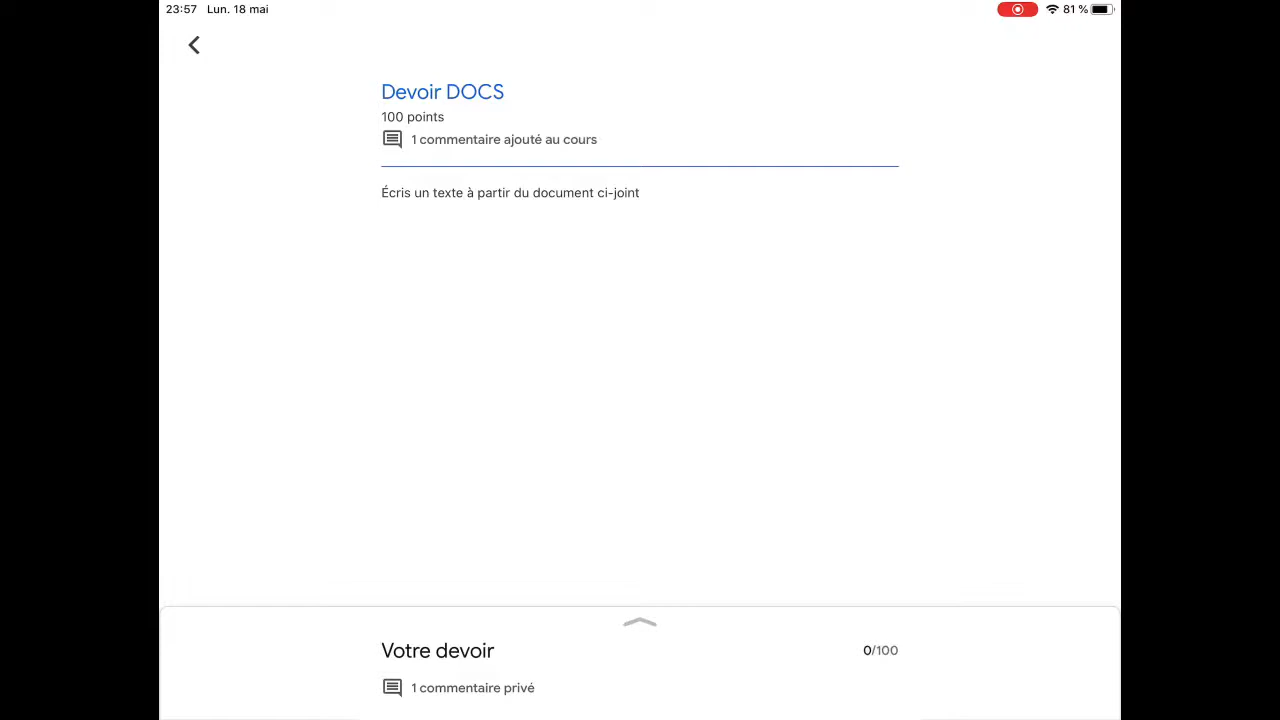 23:57 Lun. 18 mai 81 %
Devoir DOCS
100 points
1 commentaire ajouté au cours
Écris un texte à partir du document ci-joint
Votre devoir 0/100
1 commentaire privé